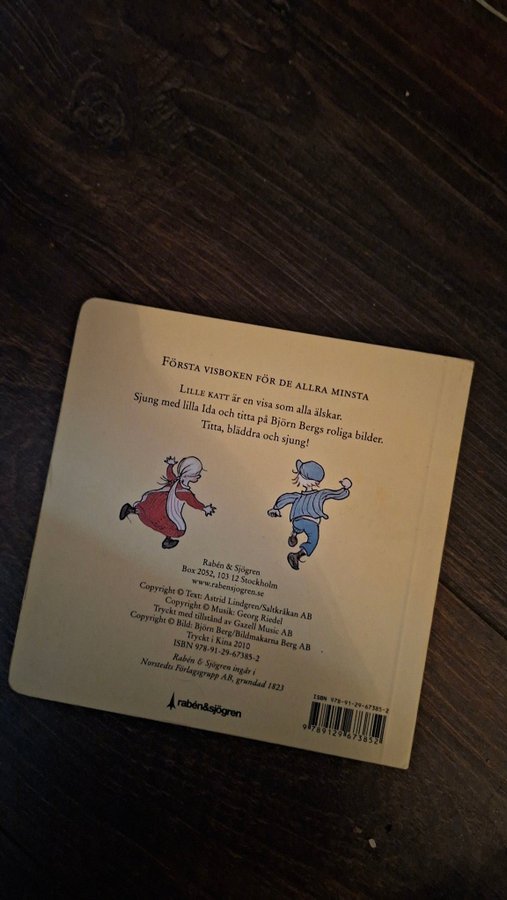 FÖRSTA VISBOKEN FÖR DE ALLRA MINSTA
LILLE KATT är en visa som alla älskar.
Sjung med lilla Ida och titta på Björn Bergs roliga bilder.
Titta, bläddra och sjung!
Rabén & Sjögren
Box 2052, 103 12 Stockholm
www.rabensjogren.se
Copyright © Text: Astrid Lindgren/Saltkråkan AB
Copyright © Musik: Georg Riedel
Tryckt med tillstånd av Gazell Music AB
Copyright © Bild: Björn Berg/Bildmakarna Berg AB
Tryckt i Kina 2010
ISBN 978-91-29-67385-2
Rabén & Sjögren ingår i
Norstedts Förlagsgrupp AB, grundad 1823
rabén&sjögren
ISBN 978-91-29-67385-2
9 789129 673852